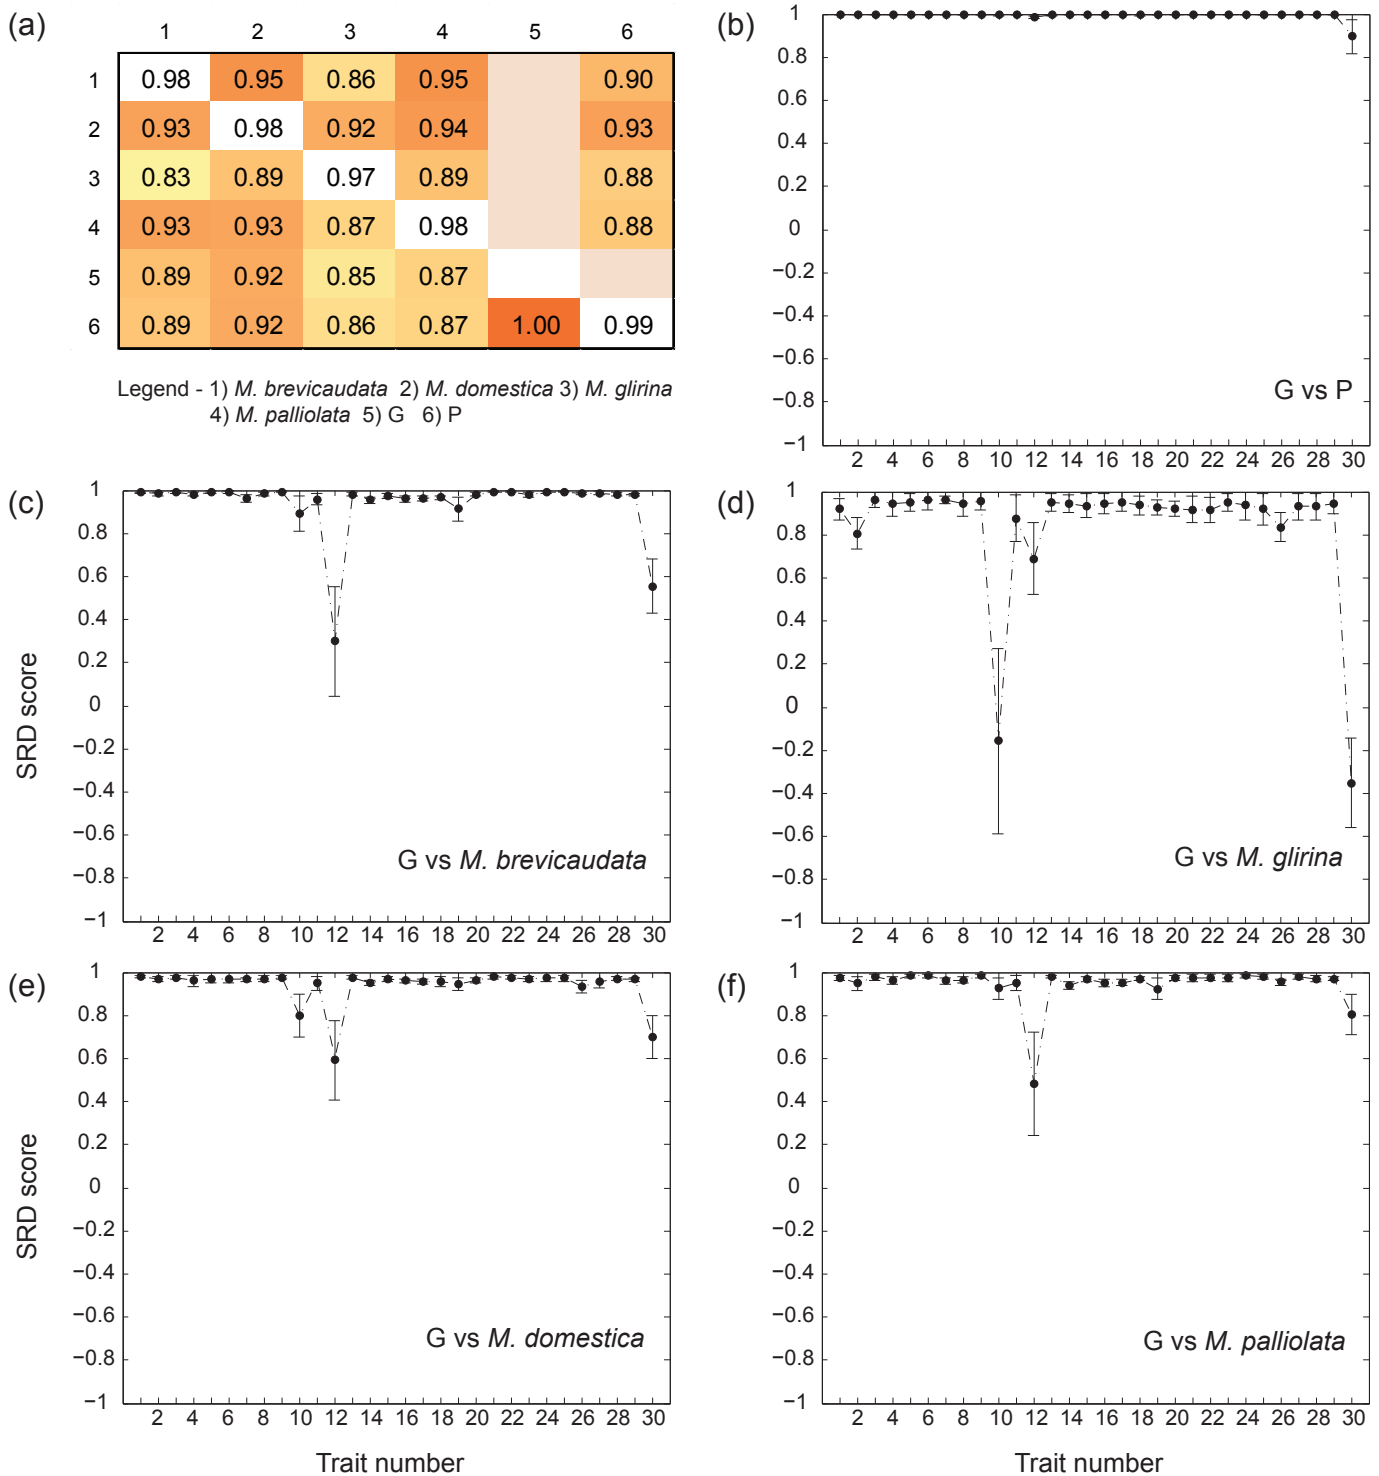 (a)
1 2 3 4 5 6
1 0.98 0.95 0.86 0.95 0.90
2 0.93 0.98 0.92 0.94 0.93
3 0.83 0.89 0.97 0.89 0.88
4 0.93 0.93 0.87 0.98 0.88
5 0.89 0.92 0.85 0.87
6 0.89 0.92 0.86 0.87 1.00 0.99
Legend - 1) M. brevicaudata 2) M. domestica 3) M. glirina
4) M. palliolata 5) G 6) P
(b)
1
0.8
0.6
0.4
0.2
0
−0.2
−0.4
−0.6
−0.8
−1
G vs P
2 4 6 8 10 12 14 16 18 20 22 24 26 28 30
(c)
SRD score
1
0.8
0.6
0.4
0.2
0
−0.2
−0.4
−0.6
−0.8
−1
G vs M. brevicaudata
2 4 6 8 10 12 14 16 18 20 22 24 26 28 30
(d)
1
0.8
0.6
0.4
0.2
0
−0.2
−0.4
−0.6
−0.8
−1
G vs M. glirina
2 4 6 8 10 12 14 16 18 20 22 24 26 28 30
(e)
SRD score
1
0.8
0.6
0.4
0.2
0
−0.2
−0.4
−0.6
−0.8
−1
G vs M. domestica
2 4 6 8 10 12 14 16 18 20 22 24 26 28 30
Trait number
(f)
1
0.8
0.6
0.4
0.2
0
−0.2
−0.4
−0.6
−0.8
−1
G vs M. palliolata
2 4 6 8 10 12 14 16 18 20 22 24 26 28 30
Trait number